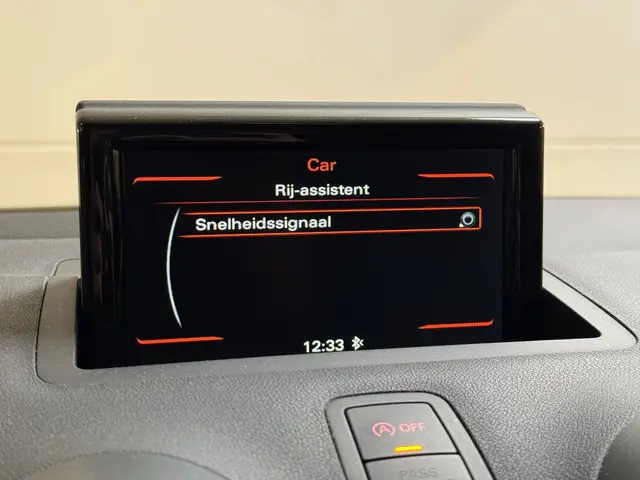 Car
Rij-assistent
Snelheidssignaal
12:33
A OFF
PASS